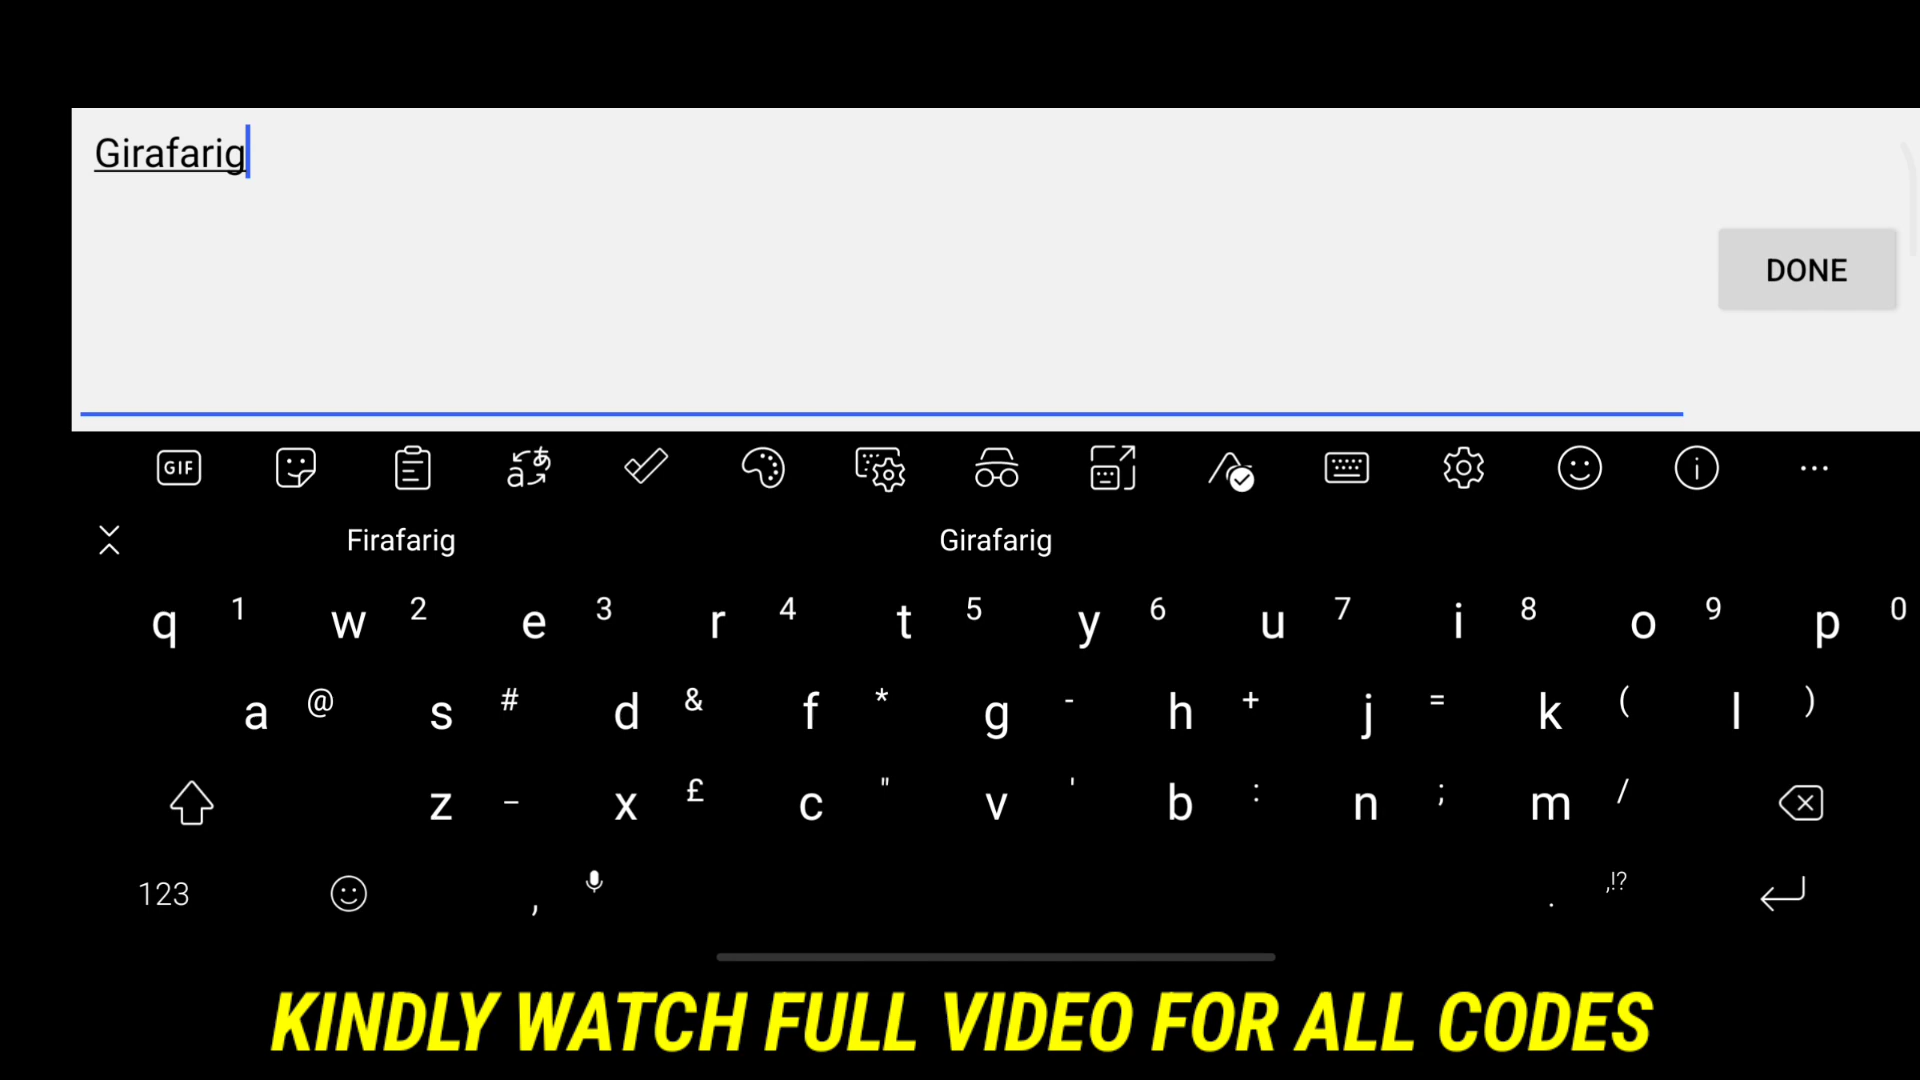 Girafarig
DONE
GIF
Firafarig Girafarig
q 1 w 2 e 3 r 4 t 5 y 6 u 7 i 8 o 9 p 0
a @ s # d & f * g - h + j = k ( l )
z _ x £ c " v ' b : n ; m /
123 , . ,!?
KINDLY WATCH FULL VIDEO FOR ALL CODES